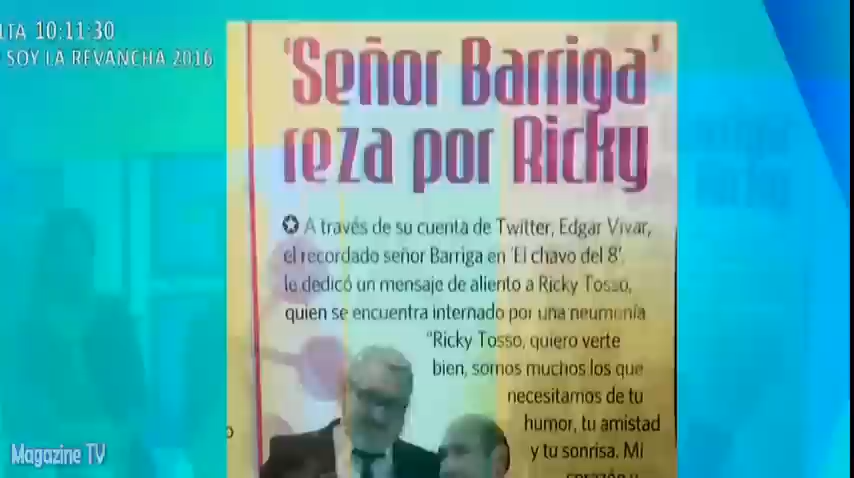 10:11:30
SOY LA REVANCHA 2016
'Señor Barriga'
reza por Ricky
A través de su cuenta de Twitter, Edgar Vivar,
el recordado señor Barriga en 'El chavo del 8',
le dedicó un mensaje de aliento a Ricky Tosso,
quien se encuentra internado por una neumonía
"Ricky Tosso, quiero verte
bien, somos muchos los que
necesitamos de tu
humor, tu amistad
y tu sonrisa. Mi
corazón y
Magazine TV